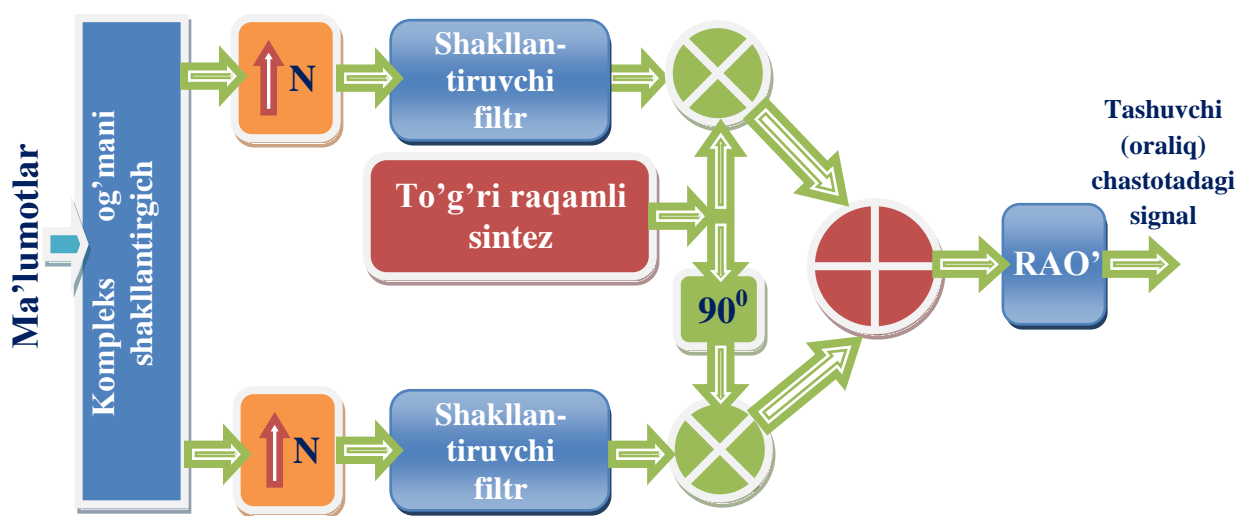 Ma'lumotlar
Kompleks og'mani
shakllantirgich
N
Shakllan-
tiruvchi
filtr
To'g'ri raqamli
sintez
90⁰
N
Shakllan-
tiruvchi
filtr
RAO'
Tashuvchi
(oraliq)
chastotadagi
signal